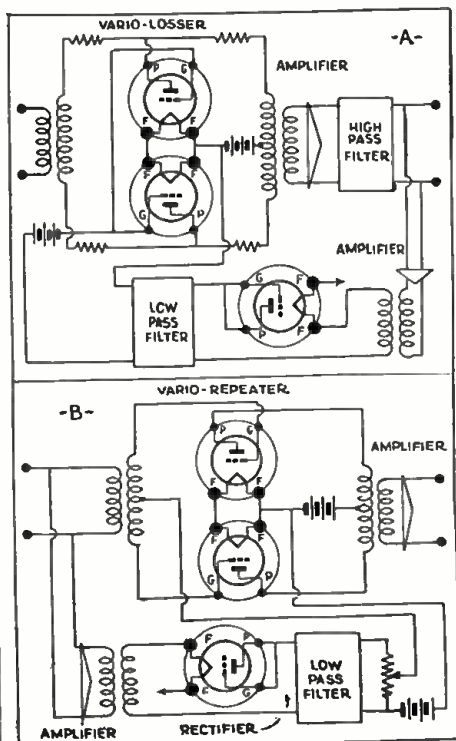 VARIO-LOSSER
-A-
P G
AMPLIFIER
F F
F F
HIGH
PASS
FILTER
G P
AMPLIFIER
LOW
PASS
FILTER
G F
P F
VARIO-REPEATER
-B-
P G
AMPLIFIER
F F
F F
G P
F P
F G
LOW
PASS
FILTER
RECTIFIER
AMPLIFIER